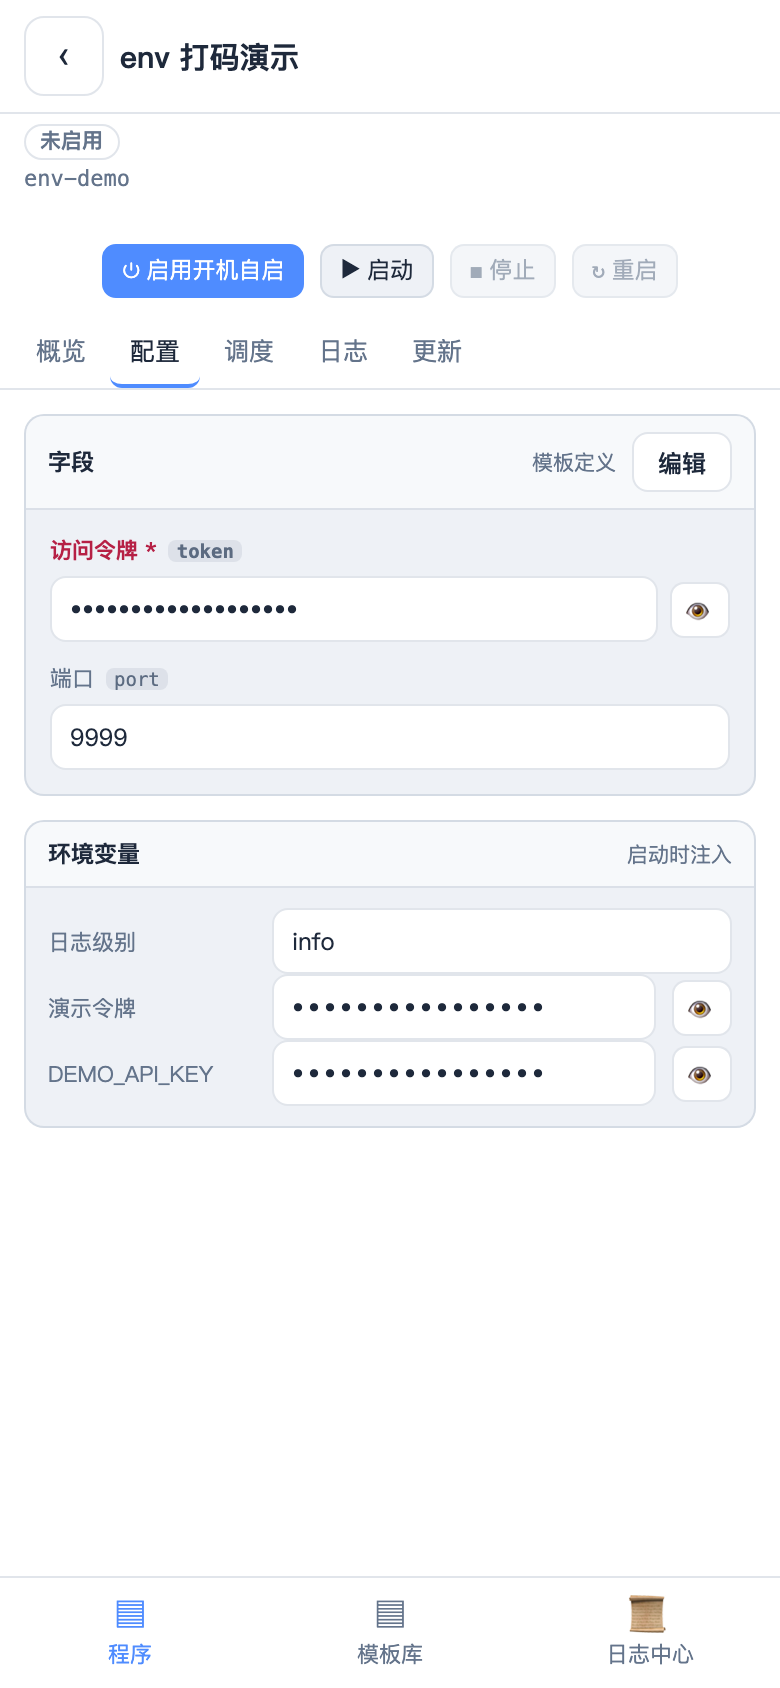 ‹ env 打码演示
未启用
env-demo
⏻ 启用开机自启 ▶ 启动 ■ 停止 ↻ 重启
概览 配置 调度 日志 更新
字段 模板定义 编辑
访问令牌 * token
•••••••••••••••••••
端口 port
9999
环境变量 启动时注入
日志级别 info
演示令牌 ••••••••••••••••
DEMO_API_KEY ••••••••••••••••
程序 模板库 日志中心